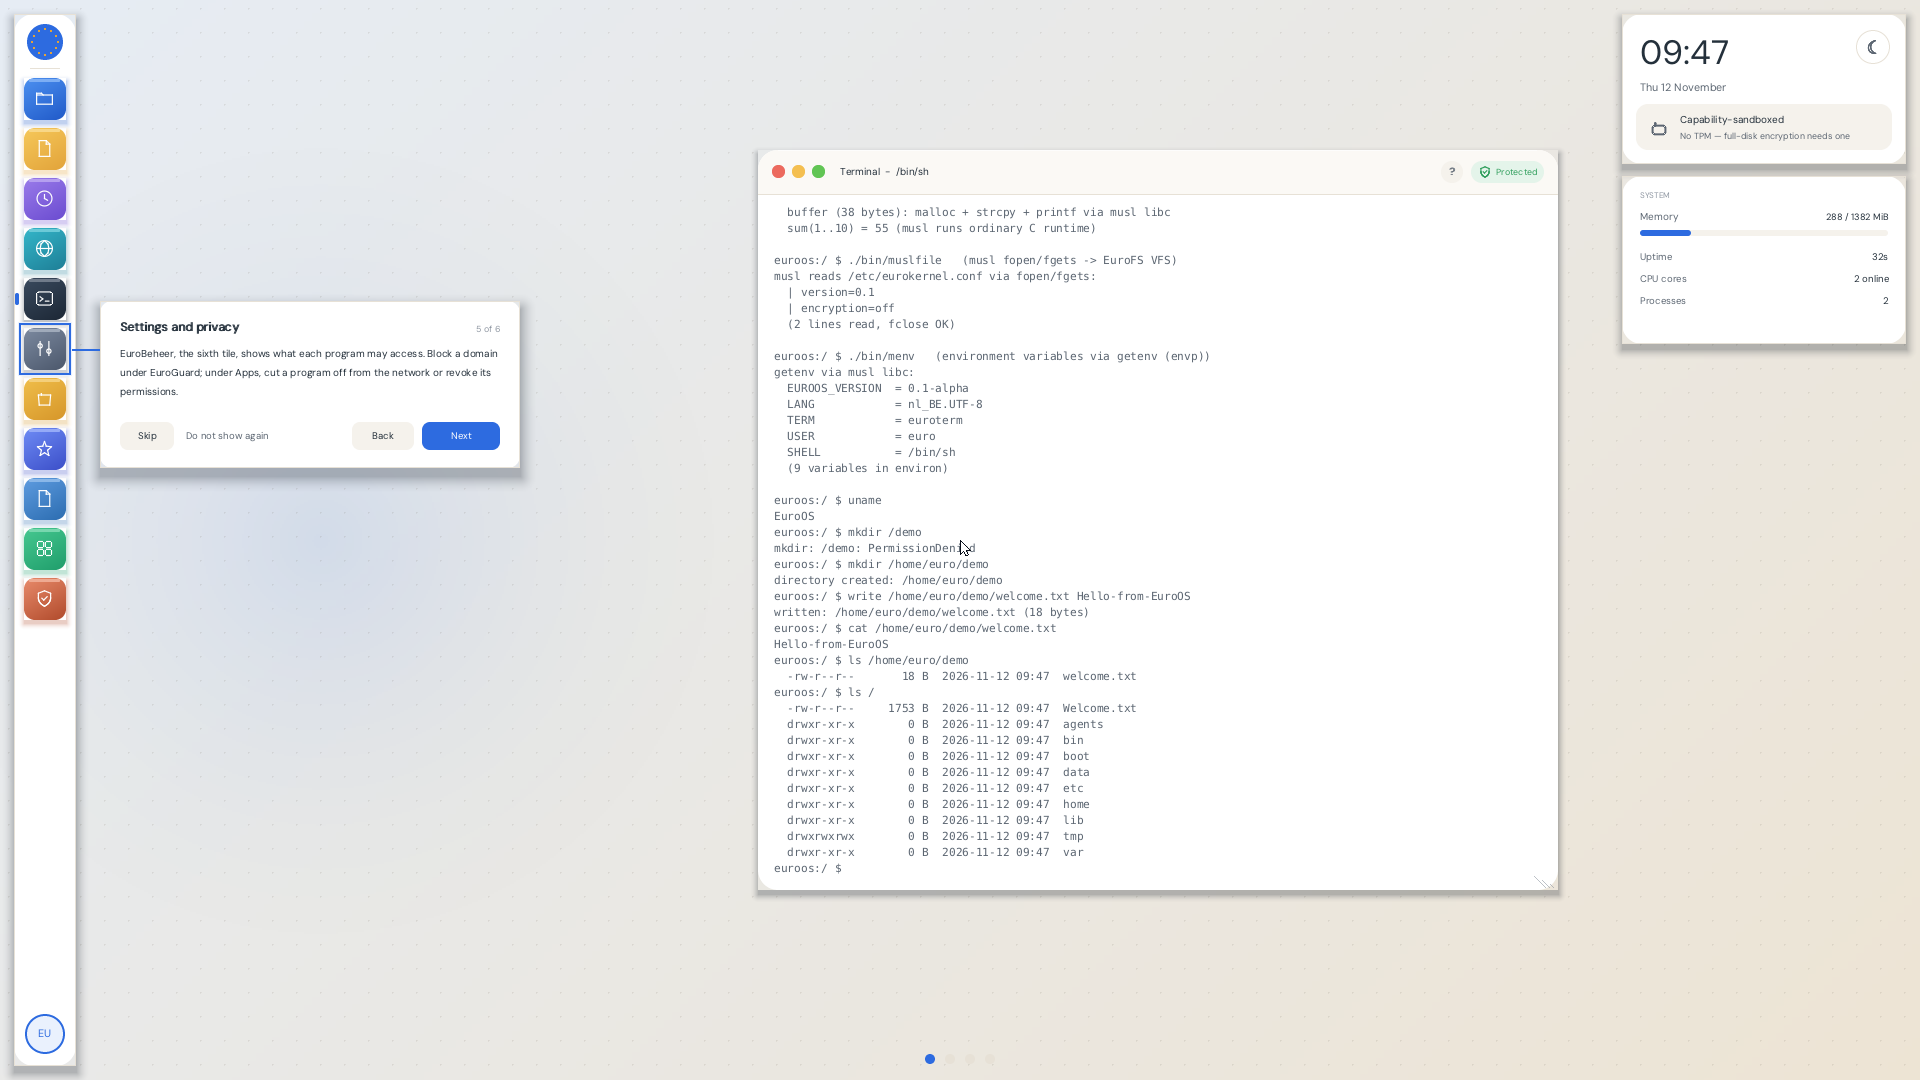 Settings and privacy
5 of 6
EuroBeheer, the sixth tile, shows what each program may access. Block a domain
under EuroGuard; under Apps, cut a program off from the network or revoke its
permissions.
Skip
Do not show again
Back
Next
EU
Terminal - /bin/sh
?
Protected
buffer (38 bytes): malloc + strcpy + printf via musl libc
sum(1..10) = 55 (musl runs ordinary C runtime)
euroos:/ $ ./bin/muslfile   (musl fopen/fgets -> EuroFS VFS)
musl reads /etc/eurokernel.conf via fopen/fgets:
| version=0.1
| encryption=off
(2 lines read, fclose OK)
euroos:/ $ ./bin/menv   (environment variables via getenv (envp))
getenv via musl libc:
EUROOS_VERSION  = 0.1-alpha
LANG            = nl_BE.UTF-8
TERM            = euroterm
USER            = euro
SHELL           = /bin/sh
(9 variables in environ)
euroos:/ $ uname
EuroOS
euroos:/ $ mkdir /demo
mkdir: /demo: PermissionDenied
euroos:/ $ mkdir /home/euro/demo
directory created: /home/euro/demo
euroos:/ $ write /home/euro/demo/welcome.txt Hello-from-EuroOS
written: /home/euro/demo/welcome.txt (18 bytes)
euroos:/ $ cat /home/euro/demo/welcome.txt
Hello-from-EuroOS
euroos:/ $ ls /home/euro/demo
-rw-r--r--       18 B  2026-11-12 09:47  welcome.txt
euroos:/ $ ls /
-rw-r--r--     1753 B  2026-11-12 09:47  Welcome.txt
drwxr-xr-x        0 B  2026-11-12 09:47  agents
drwxr-xr-x        0 B  2026-11-12 09:47  bin
drwxr-xr-x        0 B  2026-11-12 09:47  boot
drwxr-xr-x        0 B  2026-11-12 09:47  data
drwxr-xr-x        0 B  2026-11-12 09:47  etc
drwxr-xr-x        0 B  2026-11-12 09:47  home
drwxr-xr-x        0 B  2026-11-12 09:47  lib
drwxrwxrwx        0 B  2026-11-12 09:47  tmp
drwxr-xr-x        0 B  2026-11-12 09:47  var
euroos:/ $
09:47
Thu 12 November
Capability-sandboxed
No TPM — full-disk encryption needs one
SYSTEM
Memory 288 / 1382 MiB
Uptime 32s
CPU cores 2 online
Processes 2